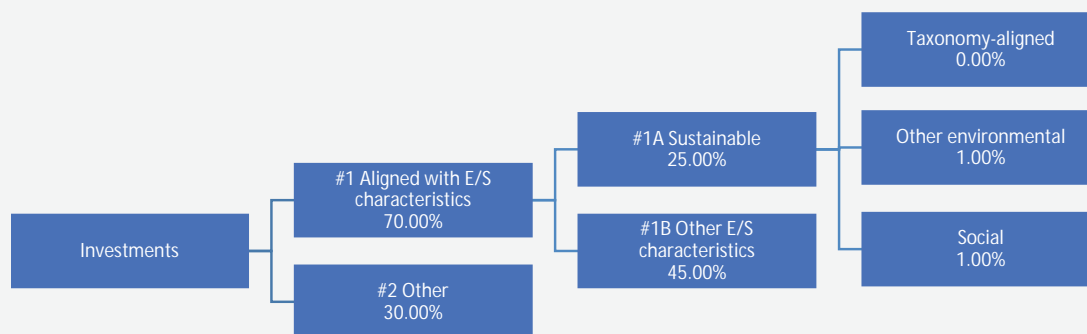 Investments
#1 Aligned with E/S
characteristics
70.00%
#2 Other
30.00%
#1A Sustainable
25.00%
#1B Other E/S
characteristics
45.00%
Taxonomy-aligned
0.00%
Other environmental
1.00%
Social
1.00%